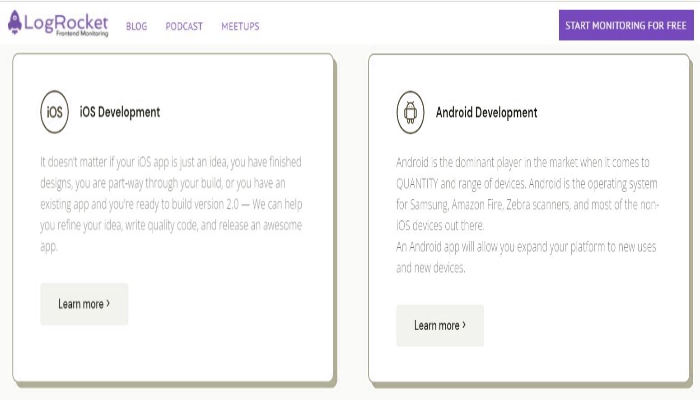 LogRocket
Frontend Monitoring
BLOG PODCAST MEETUPS
START MONITORING FOR FREE
iOS
iOS Development
It doesn't matter if your iOS app is just an idea, you have finished
designs, you are part-way through your build, or you have an
existing app and you're ready to build version 2.0 — We can help
you refine your idea, write quality code, and release an awesome
app.
Learn more ›
Android Development
Android is the dominant player in the market when it comes to
QUANTITY and range of devices. Android is the operating system
for Samsung, Amazon Fire, Zebra scanners, and most of the non-
iOS devices out there.
An Android app will allow you expand your platform to new uses
and new devices.
Learn more ›